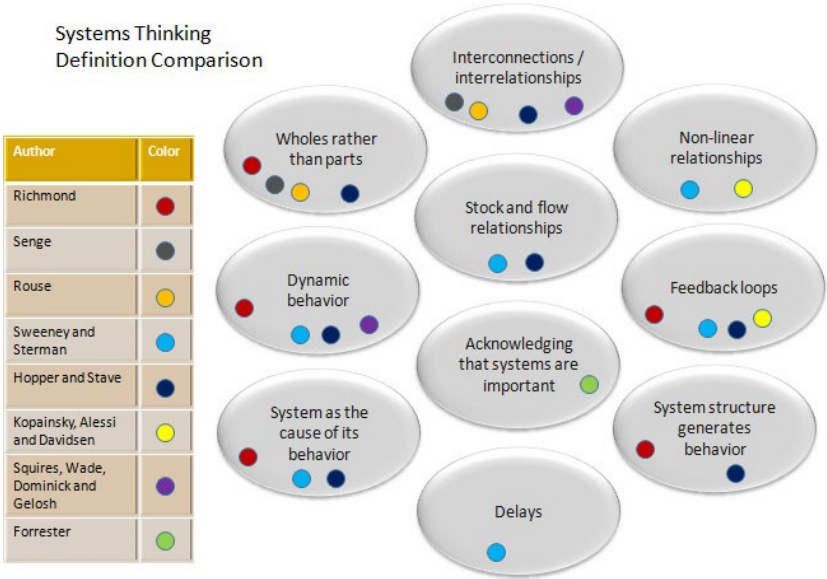 Systems Thinking
Definition Comparison
Author Color
Richmond
Senge
Rouse
Sweeney and
Sterman
Hopper and Stave
Kopainsky, Alessi
and Davidsen
Squires, Wade,
Dominick and
Gelosh
Forrester
Interconnections /
interrelationships
Wholes rather
than parts
Non-linear
relationships
Stock and flow
relationships
Dynamic
behavior
Feedback loops
Acknowledging
that systems are
important
System as the
cause of its
behavior
System structure
generates
behavior
Delays